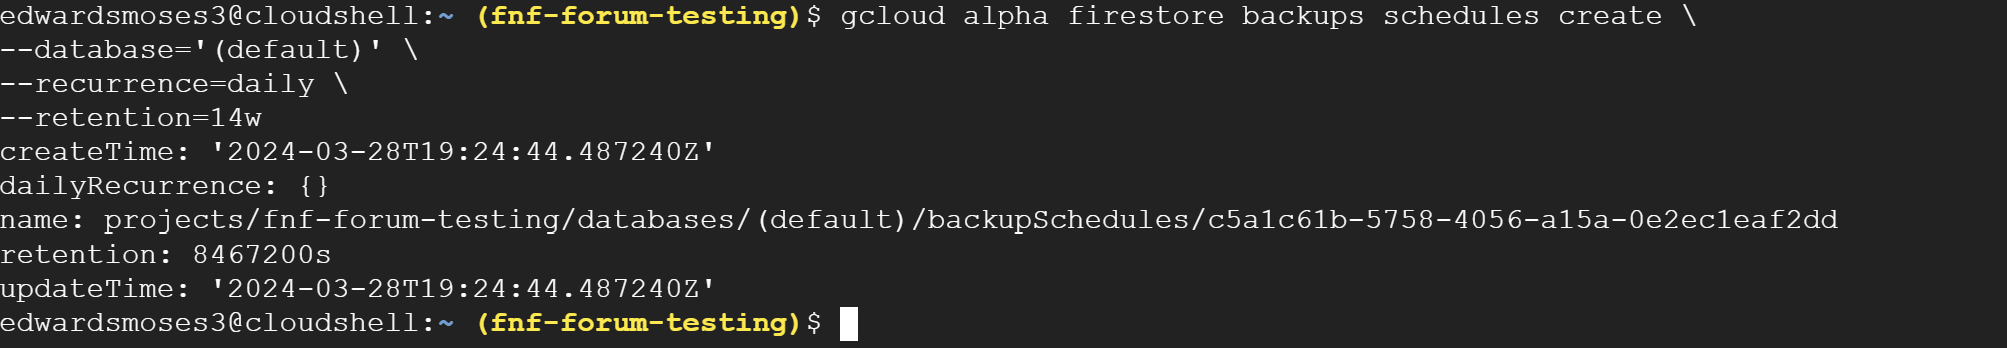 edwardsmoses3@cloudshell:~ (fnf-forum-testing)$ gcloud alpha firestore backups schedules create \
--database='(default)' \
--recurrence=daily \
--retention=14w
createTime: '2024-03-28T19:24:44.487240Z'
dailyRecurrence: {}
name: projects/fnf-forum-testing/databases/(default)/backupSchedules/c5a1c61b-5758-4056-a15a-0e2ec1eaf2dd
retention: 8467200s
updateTime: '2024-03-28T19:24:44.487240Z'
edwardsmoses3@cloudshell:~ (fnf-forum-testing)$